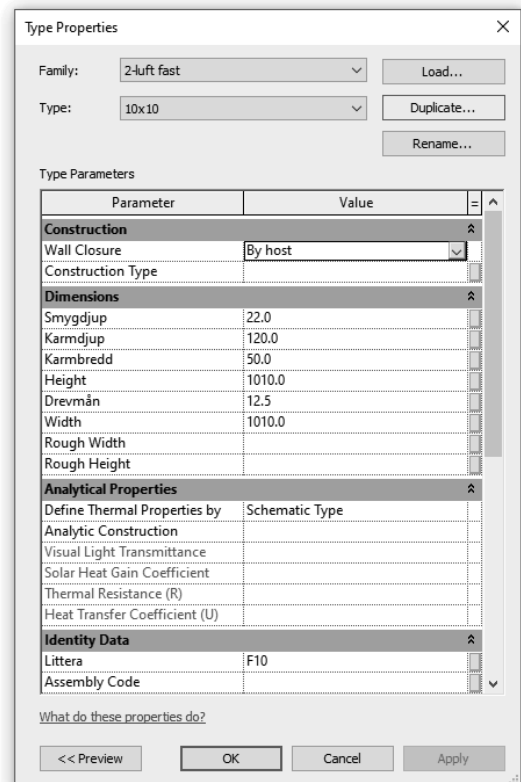 Type Properties
Family: 2-luft fast Load...
Type: 10x10 Duplicate...
Rename...
Type Parameters
Parameter Value =
Construction
Wall Closure By host
Construction Type
Dimensions
Smygdjup 22.0
Karmdjup 120.0
Karmbredd 50.0
Height 1010.0
Drevmån 12.5
Width 1010.0
Rough Width
Rough Height
Analytical Properties
Define Thermal Properties by Schematic Type
Analytic Construction
Visual Light Transmittance
Solar Heat Gain Coefficient
Thermal Resistance (R)
Heat Transfer Coefficient (U)
Identity Data
Littera F10
Assembly Code
What do these properties do?
<< Preview OK Cancel Apply